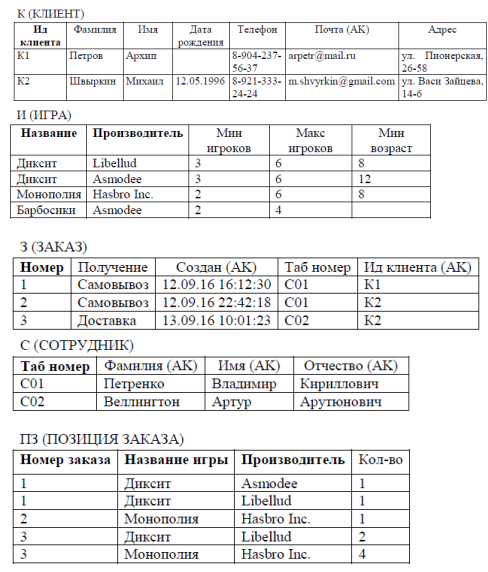 К (КЛИЕНТ)
Ид клиента Фамилия Имя Дата рождения Телефон Почта (АК) Адрес
К1 Петров Архип 8-904-237-56-37 arpetr@mail.ru ул. Пионерская, 26-58
К2 Швыркин Михаил 12.05.1996 8-921-333-24-24 m.shvyrkin@gmail.com ул. Васи Зайцева, 14-6
И (ИГРА)
Название Производитель Мин игроков Макс игроков Мин возраст
Диксит Libellud 3 6 8
Диксит Asmodee 3 6 12
Монополия Hasbro Inc. 2 6 8
Барбосики Asmodee 2 4
З (ЗАКАЗ)
Номер Получение Создан (АК) Таб номер Ид клиента (АК)
1 Самовывоз 12.09.16 16:12:30 С01 К1
2 Самовывоз 12.09.16 22:42:18 С01 К2
3 Доставка 13.09.16 10:01:23 С02 К2
С (СОТРУДНИК)
Таб номер Фамилия (АК) Имя (АК) Отчество (АК)
С01 Петренко Владимир Кириллович
С02 Веллингтон Артур Арутюнович
ПЗ (ПОЗИЦИЯ ЗАКАЗА)
Номер заказа Название игры Производитель Кол-во
1 Диксит Asmodee 1
1 Диксит Libellud 1
2 Монополия Hasbro Inc. 1
3 Диксит Libellud 2
3 Монополия Hasbro Inc. 4